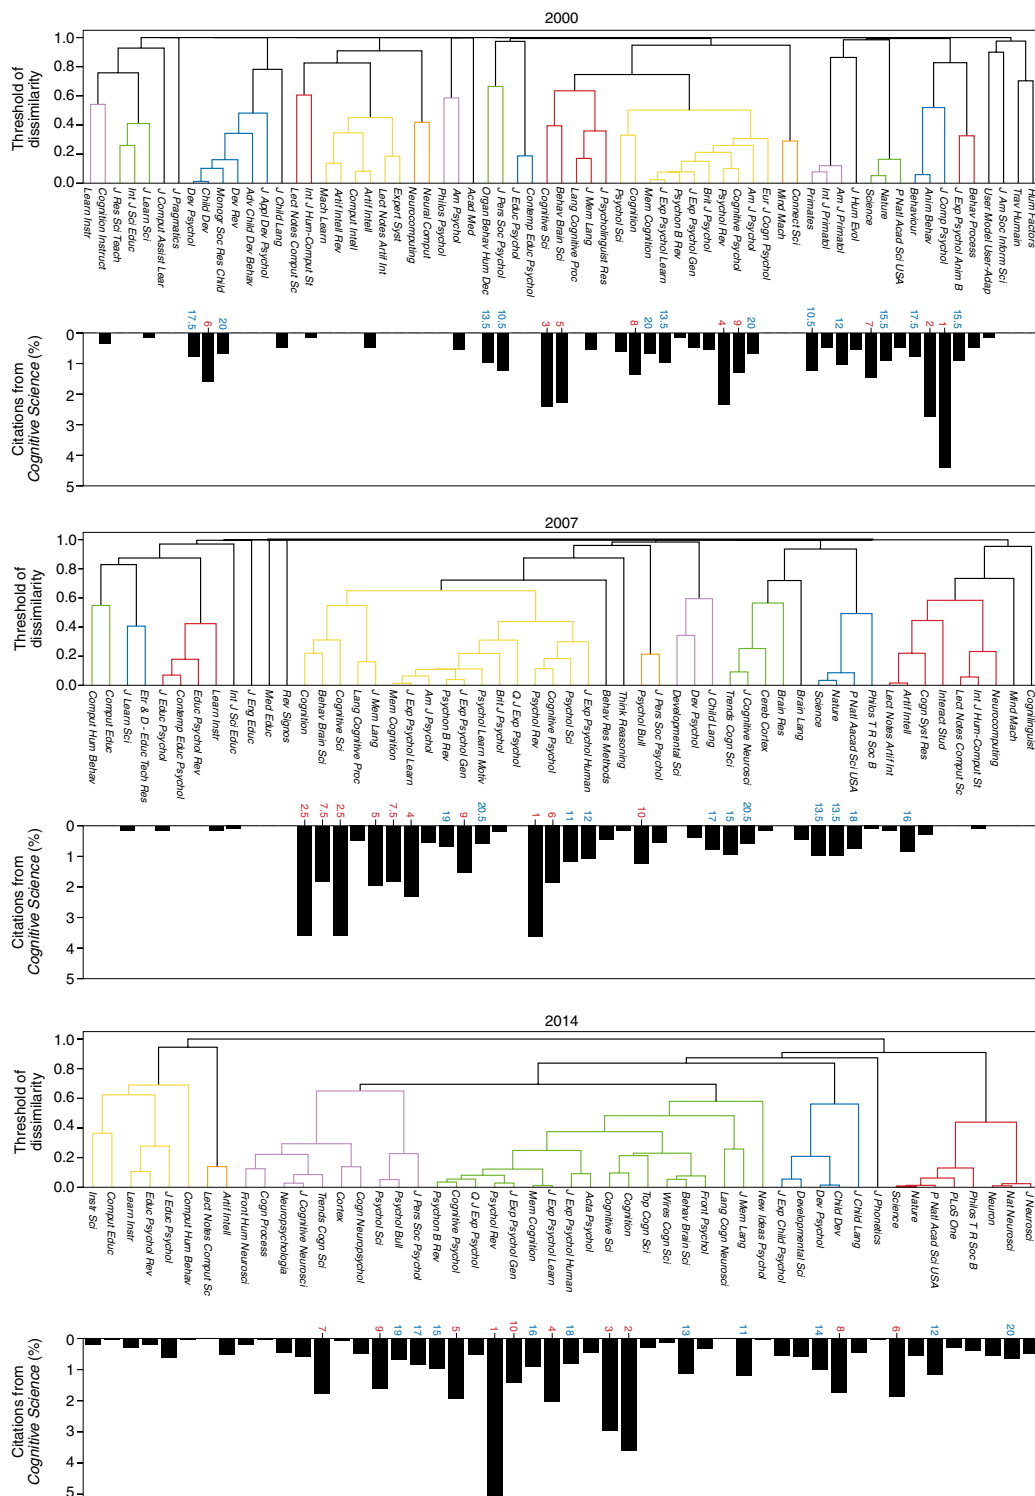 2000
Threshold of
dissimilarity
1.0
0.8
0.6
0.4
0.2
0.0
Learn Instr
Cognition Instruct
J Res Sci Teach
Int J Sci Educ
J Learn Sci
J Comput Assist Lear
J Pragmatics
Dev Psychol
Child Dev
Monogr Soc Res Child
Dev Rev
Adv Child Dev Behav
J Appl Dev Psychol
J Child Lang
Lect Notes Comput Sc
Int J Hum-Comput St
Mach Learn
Artif Intell Rev
Comput Intell
Artif Intell
Lect Notes Artif Int
Expert Syst
Neurocomputing
Neural Comput
Philos Psychol
Am Psychol
Acad Med
Organ Behav Hum Dec
J Pers Soc Psychol
J Educ Psychol
Contemp Educ Psychol
Cognitive Sci
Behav Brain Sci
Lang Cognitive Proc
J Mem Lang
J Psycholinguist Res
Psychol Sci
Cognition
Mem Cognition
J Exp Psychol Learn
Psychon B Rev
J Exp Psychol Gen
Brit J Psychol
Psychol Rev
Cognitive Psychol
Am J Psychol
Eur J Cogn Psychol
Mind Mach
Connect Sci
Primates
Int J Primatol
Am J Primatol
J Hum Evol
Science
Nature
P Natl Acad Sci USA
Behaviour
Anim Behav
J Comp Psychol
J Exp Psychol Anim B
Behav Process
User Model User-Adap
J Am Soc Inform Sci
Trav Humain
Hum Factors
Citations from
Cognitive Science (%)
0
1
2
3
4
5
17.5
6
20
13.5
10.5
3
5
8
20
13.5
4
9
20
10.5
12
7
15.5
17.5
2
1
15.5
2007
Threshold of
dissimilarity
1.0
0.8
0.6
0.4
0.2
0.0
Comput Hum Behav
Comput Educ
J Learn Sci
Etr & D - Educ Tech Res
J Educ Psychol
Contemp Educ Psychol
Educ Psychol Rev
Learn Instr
Int J Sci Educ
J Eng Educ
Med Educ
Rev Signos
Cognition
Behav Brain Sci
Cognitive Sci
Lang Cognitive Proc
J Mem Lang
Mem Cognition
J Exp Psychol Learn
Am J Psychol
Psychon B Rev
J Exp Psychol Gen
Psychol Learn Motiv
Brit J Psychol
Q J Exp Psychol
Psychol Rev
Cognitive Psychol
Psychol Sci
J Exp Psychol Human
Behav Res Methods
Think Reasoning
Psychol Bull
J Pers Soc Psychol
Developmental Sci
Dev Psychol
J Child Lang
Trends Cogn Sci
J Cognitive Neurosci
Cereb Cortex
Brain Res
Brain Lang
Science
Nature
P Natl Aacad Sci USA
Philos T R Soc B
Lect Notes Artif Int
Artif Intell
Cogn Syst Res
Interact Stud
Lect Notes Comput Sc
Int J Hum-Comput St
Neurocomputing
Mind Mach
Cognlinguist
Citations from
Cognitive Science (%)
0
1
2
3
4
5
2.5
7.5
2.5
5
7.5
4
19
9
20.5
1
6
11
12
10
17
15
20.5
13.5
13.5
18
16
2014
Threshold of
dissimilarity
1.0
0.8
0.6
0.4
0.2
0.0
Instr Sci
Comput Educ
Learn Instr
Educ Psychol Rev
J Educ Psychol
Comput Hum Behav
Lect Notes Comput Sc
Artif Intell
Front Hum Neurosci
Cogn Process
Neuropsychologia
J Cognitive Neurosci
Trends Cogn Sci
Cortex
Cogn Neuropsychol
Psychol Sci
Psychol Bull
J Pers Soc Psychol
Psychon B Rev
Cognitive Psychol
Q J Exp Psychol
Psychol Rev
J Exp Psychol Gen
Mem Cognition
J Exp Psychol Learn
J Exp Psychol Human
Acta Psychol
Cognitive Sci
Cognition
Top Cogn Sci
Wires Cogn Sci
Behav Brain Sci
Front Psychol
Lang Cogn Neurosci
J Mem Lang
New Ideas Psychol
J Exp Child Psychol
Developmental Sci
Dev Psychol
Child Dev
J Child Lang
J Phonetics
Science
Nature
P Natl Acad Sci USA
PLoS One
Philos T R Soc B
Neuron
Nat Neurosci
J Neurosci
Citations from
Cognitive Science (%)
0
1
2
3
4
5
7
9
19
17
15
5
1
10
16
4
18
3
2
13
11
14
8
6
12
20